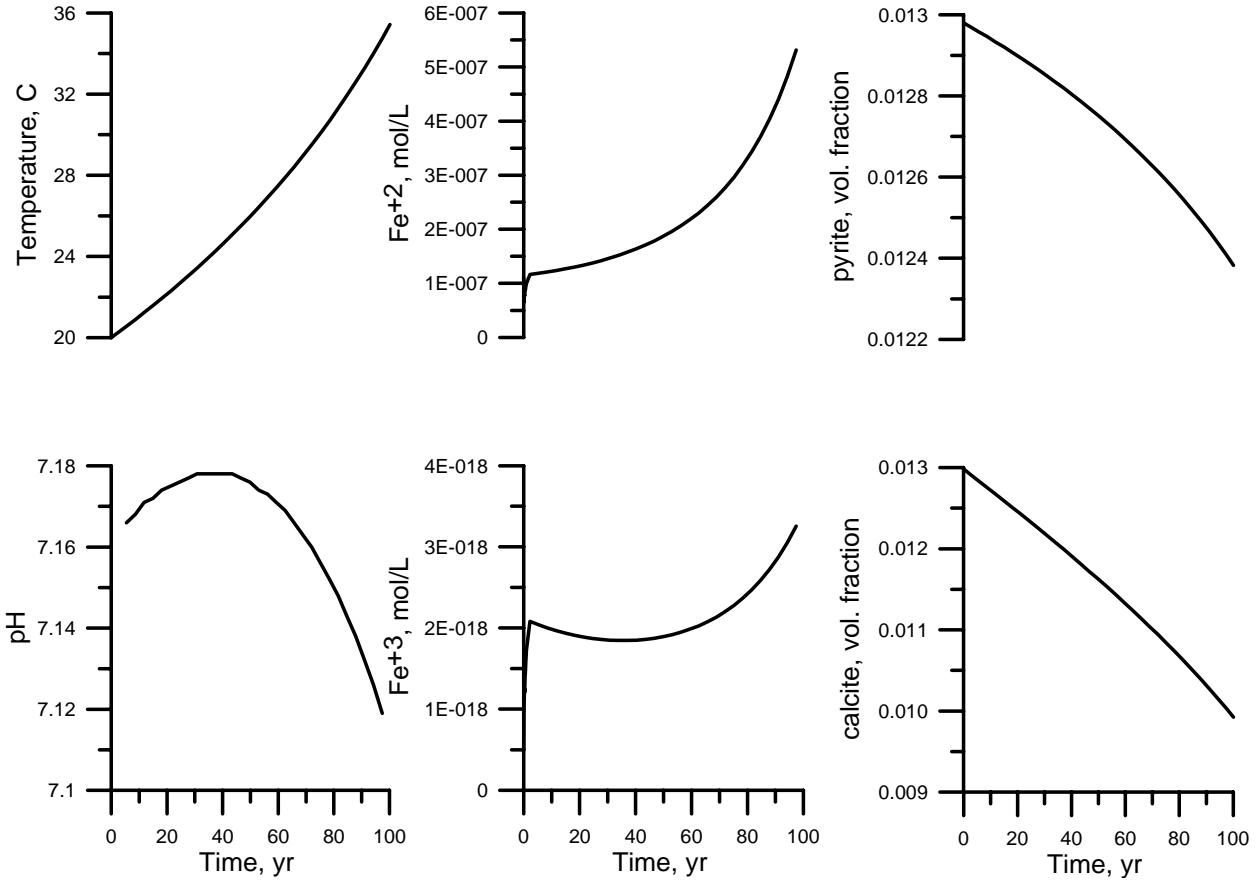 Temperature, C
36
32
28
24
20
Fe+2, mol/L
6E-007
5E-007
4E-007
3E-007
2E-007
1E-007
0
pyrite, vol. fraction
0.013
0.0128
0.0126
0.0124
0.0122
pH
7.18
7.16
7.14
7.12
7.1
0 20 40 60 80 100
Time, yr
Fe+3, mol/L
4E-018
3E-018
2E-018
1E-018
0
0 20 40 60 80 100
Time, yr
calcite, vol. fraction
0.013
0.012
0.011
0.010
0.009
0 20 40 60 80 100
Time, yr